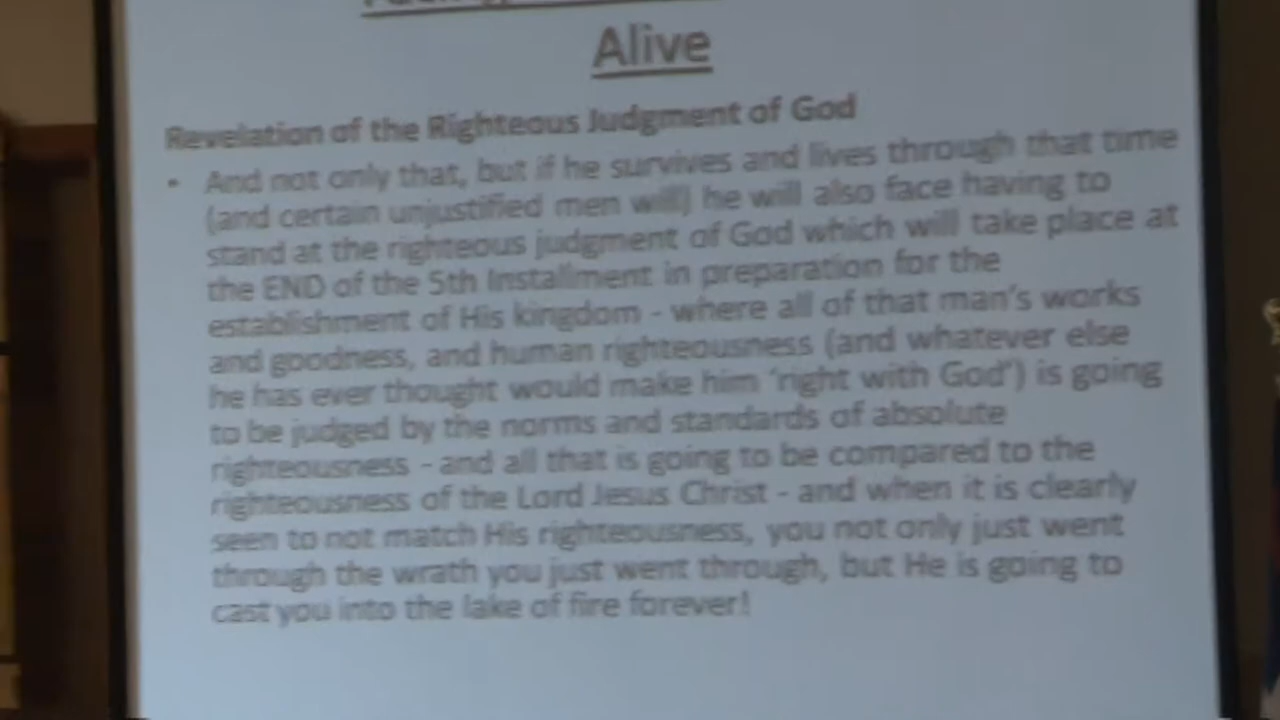 Alive
Revelation of the Righteous Judgment of God
• And not only that, but if he survives and lives through that time
(and certain unjustified men will) he will also face having to
stand at the righteous judgment of God which will take place at
the END of the 5th Installment in preparation for the
establishment of His kingdom - where all of that man's works
and goodness, and human righteousness (and whatever else
he has ever thought would make him 'right with God') is going
to be judged by the norms and standards of absolute
righteousness - and all that is going to be compared to the
righteousness of the Lord Jesus Christ - and when it is clearly
seen to not match His righteousness, you not only just went
through the wrath you just went through, but He is going to
cast you into the lake of fire forever!